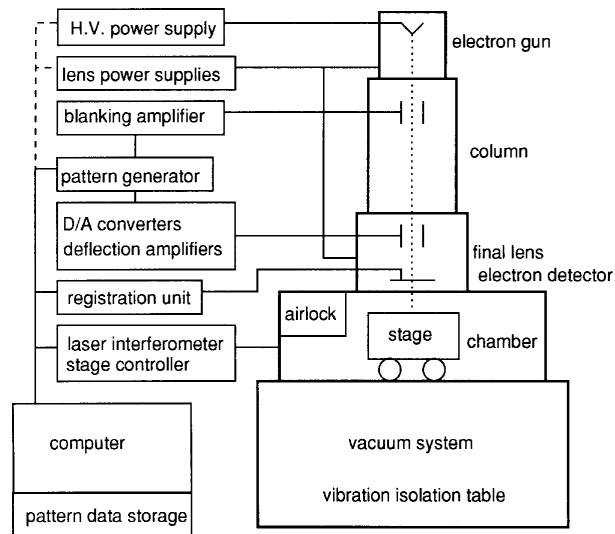 H.V. power supply
lens power supplies
blanking amplifier
pattern generator
D/A converters
deflection amplifiers
registration unit
laser interferometer
stage controller
computer
pattern data storage
electron gun
column
final lens
electron detector
airlock
stage
chamber
vacuum system
vibration isolation table